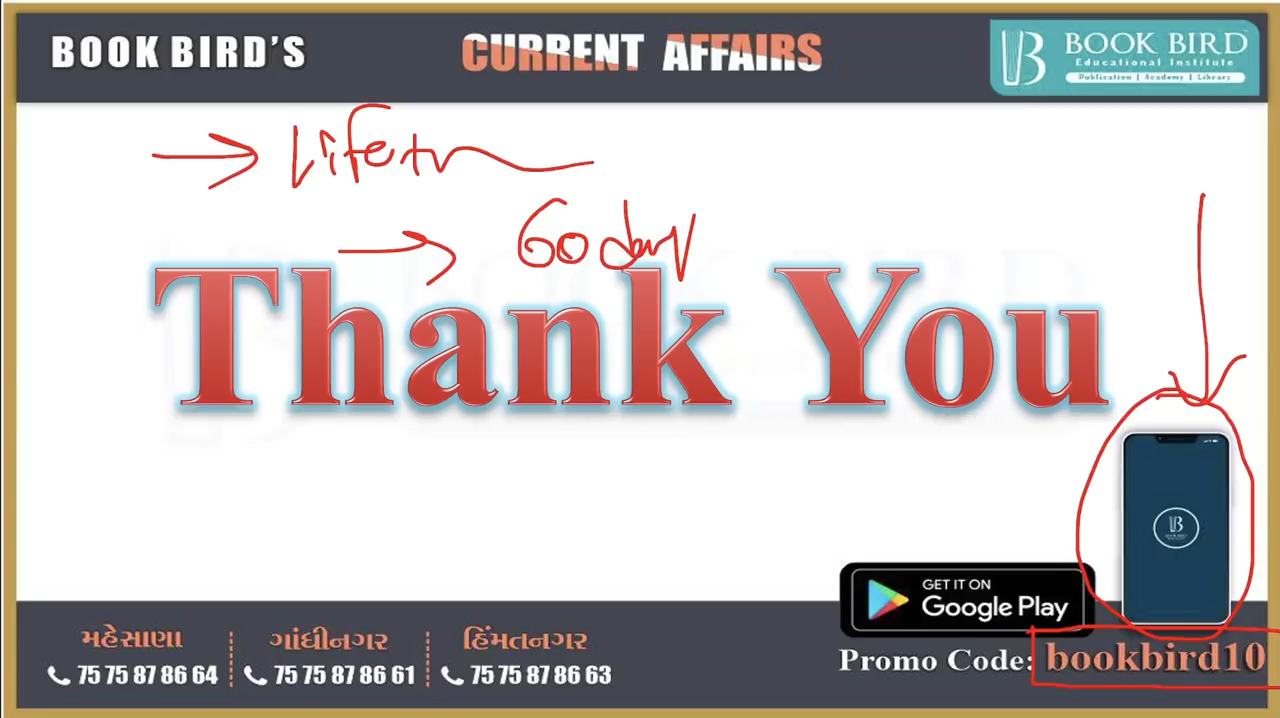 BOOK BIRD'S
CURRENT AFFAIRS
BOOK BIRD
Educational Institute
Publication | Academy | Library
60 day
Thank You
GET IT ON
Google Play
Promo Code: bookbird10
મહેસાણા
75 75 87 86 64
ગાંધીનગર
75 75 87 86 61
હિંમતનગર
75 75 87 86 63